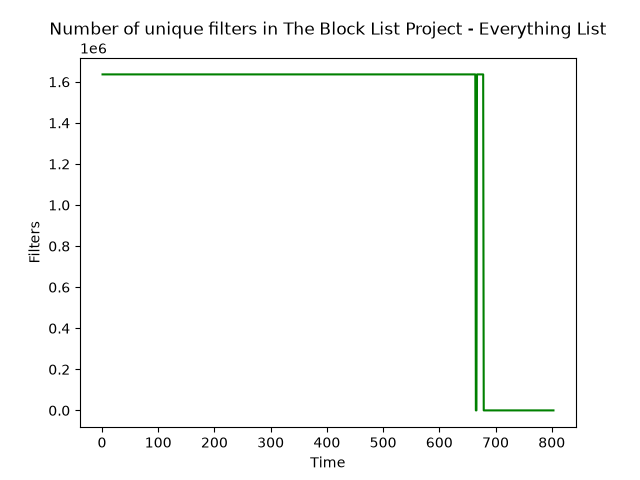 Number of unique filters in The Block List Project - Everything List
1e6
1.6
1.4
1.2
1.0
0.8
0.6
0.4
0.2
0.0
Filters
0 100 200 300 400 500 600 700 800
Time